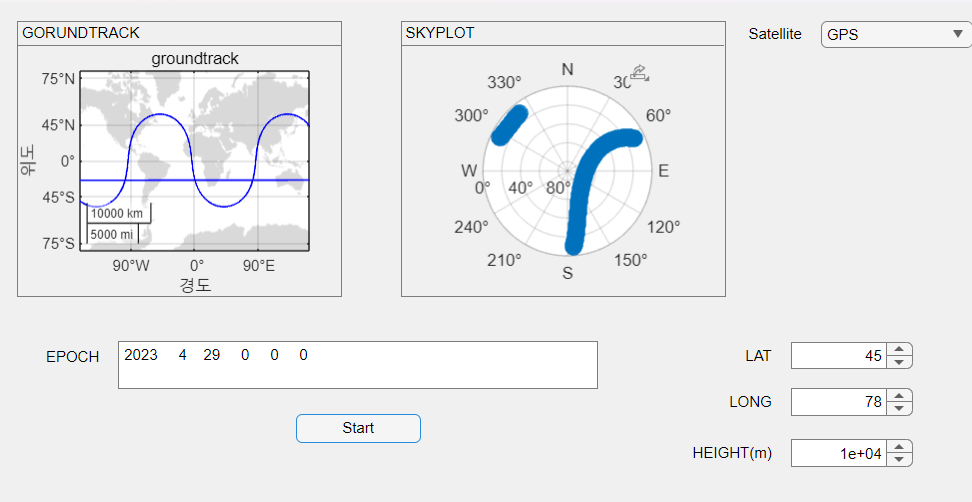 GORUNDTRACK
groundtrack
75°N
45°N
0°
45°S
75°S
위도
10000 km
5000 mi
90°W 0° 90°E
경도
SKYPLOT
N
330°
300° 60°
W E
0° 40° 80°
240° 120°
210° 150°
S
Satellite GPS
EPOCH 2023 4 29 0 0 0
Start
LAT 45
LONG 78
HEIGHT(m) 1e+04